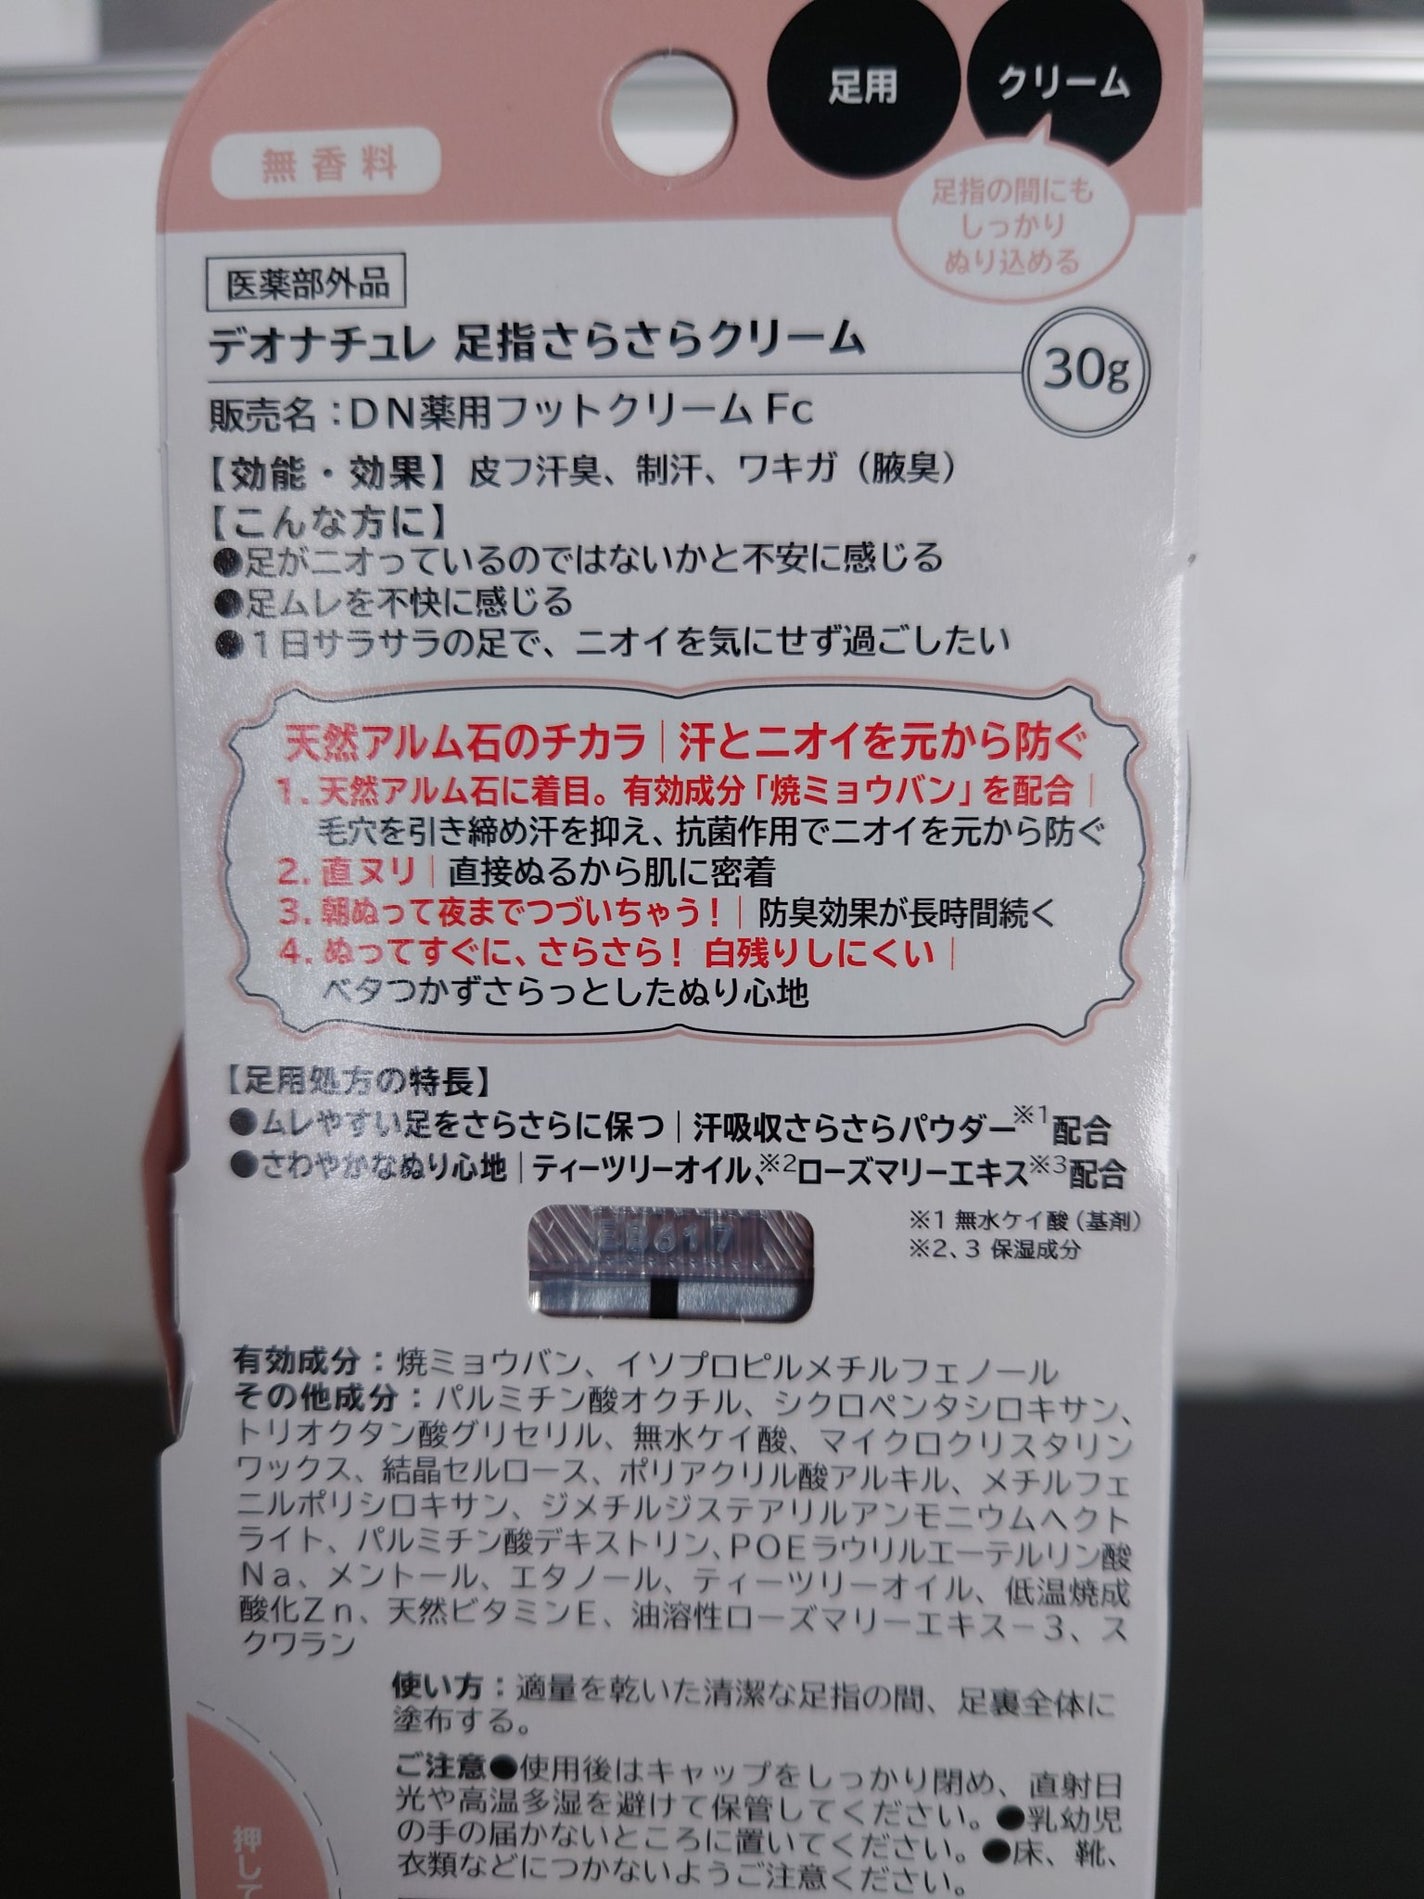 足用
クリーム
無香料
足指の間にも
しっかり
ぬり込める
医薬部外品
デオナチュレ 足指さらさらクリーム
30g
販売名：DN薬用フットクリームFc
【効能・効果】皮フ汗臭、制汗、ワキガ（腋臭）
【こんな方に】
●足がニオっているのではないかと不安に感じる
●足ムレを不快に感じる
●1日サラサラの足で、ニオイを気にせず過ごしたい
天然アルム石のチカラ｜汗とニオイを元から防ぐ
1. 天然アルム石に着目。有効成分「焼ミョウバン」を配合｜
毛穴を引き締め汗を抑え、抗菌作用でニオイを元から防ぐ
2. 直ヌリ｜直接ぬるから肌に密着
3. 朝ぬって夜までつづいちゃう！｜防臭効果が長時間続く
4. ぬってすぐに、さらさら！ 白残りしにくい｜
ベタつかずさらっとしたぬり心地
【足用処方の特長】
●ムレやすい足をさらさらに保つ｜汗吸収さらさらパウダー※1配合
●さわやかなぬり心地｜ティーツリーオイル、※2ローズマリーエキス※3配合
※1 無水ケイ酸（基剤）
※2、3 保湿成分
有効成分：焼ミョウバン、イソプロピルメチルフェノール
その他成分：パルミチン酸オクチル、シクロペンタシロキサン、
トリオクタン酸グリセリル、無水ケイ酸、マイクロクリスタリン
ワックス、結晶セルロース、ポリアクリル酸アルキル、メチルフェ
ニルポリシロキサン、ジメチルジステアリルアンモニウムヘクト
ライト、パルミチン酸デキストリン、POEラウリルエーテルリン酸
Na、メントール、エタノール、ティーツリーオイル、低温焼成
酸化Zn、天然ビタミンE、油溶性ローズマリーエキス－3、ス
クワラン
使い方：適量を乾いた清潔な足指の間、足裏全体に
塗布する。
ご注意●使用後はキャップをしっかり閉め、直射日
光や高温多湿を避けて保管してください。●乳幼児
の手の届かないところに置いてください。●床、靴、
衣類などにつかないようご注意ください。
押して